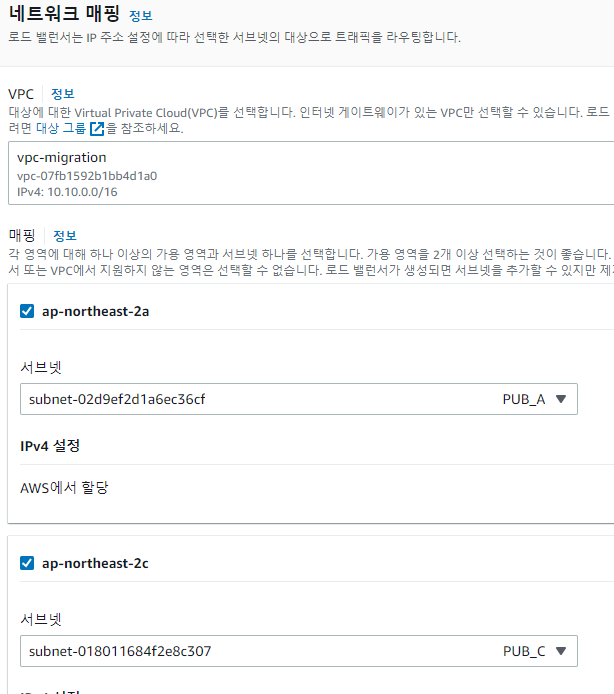 네트워크 매핑 정보
로드 밸런서는 IP 주소 설정에 따라 선택한 서브넷의 대상으로 트래픽을 라우팅합니다.
VPC 정보
대상에 대한 Virtual Private Cloud(VPC)를 선택합니다. 인터넷 게이트웨이가 있는 VPC만 선택할 수 있습니다. 로드
려면 대상 그룹 을 참조하세요.
vpc-migration
vpc-07fb1592b1bb4d1a0
IPv4: 10.10.0.0/16
매핑 정보
각 영역에 대해 하나 이상의 가용 영역과 서브넷 하나를 선택합니다. 가용 영역을 2개 이상 선택하는 것이 좋습니다.
서 또는 VPC에서 지원하지 않는 영역은 선택할 수 없습니다. 로드 밸런서가 생성되면 서브넷을 추가할 수 있지만 제
ap-northeast-2a
서브넷
subnet-02d9ef2d1a6ec36cf PUB_A
IPv4 설정
AWS에서 할당
ap-northeast-2c
서브넷
subnet-018011684f2e8c307 PUB_C